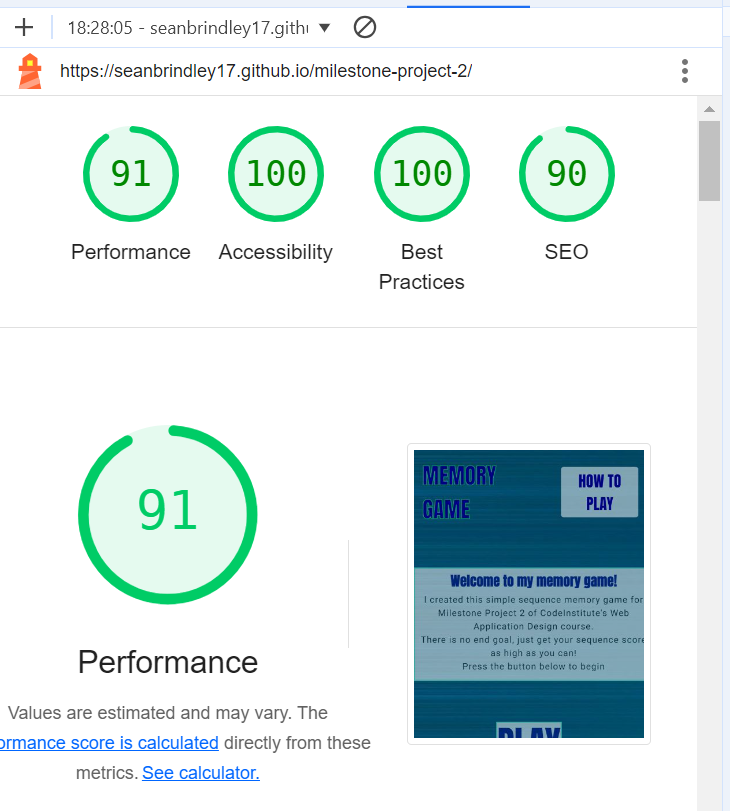 18:28:05 - seanbrindley17.githu
https://seanbrindley17.github.io/milestone-project-2/
91 100 100 90
Performance Accessibility Best Practices SEO
91
Performance
Values are estimated and may vary. The
ormance score is calculated directly from these
metrics. See calculator.
MEMORY
GAME
HOW TO
PLAY
Welcome to my memory game!
I created this simple sequence memory game for
Milestone Project 2 of CodeInstitute's Web
Application Design course.
There is no end goal, just get your sequence score
as high as you can!
Press the button below to begin
PLAY